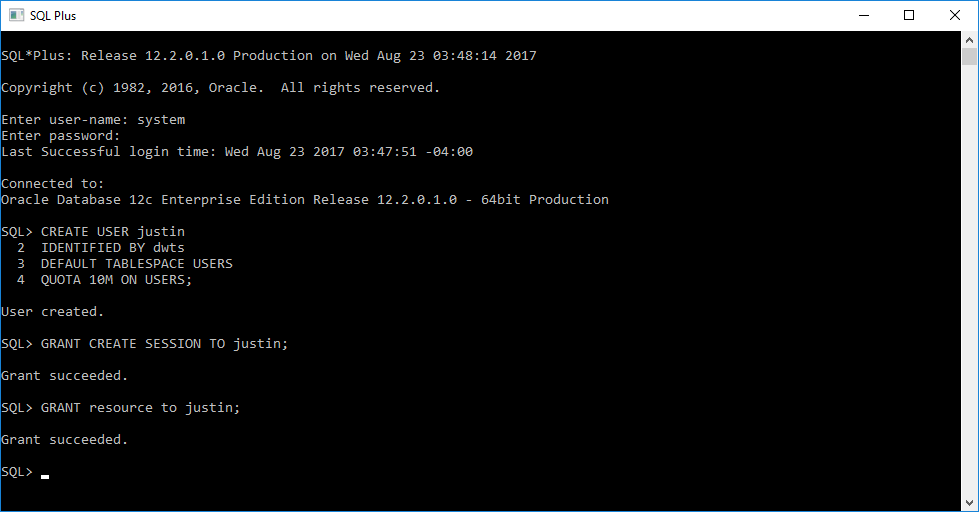 SQL Plus
SQL*Plus: Release 12.2.0.1.0 Production on Wed Aug 23 03:48:14 2017
Copyright (c) 1982, 2016, Oracle.  All rights reserved.
Enter user-name: system
Enter password:
Last Successful login time: Wed Aug 23 2017 03:47:51 -04:00
Connected to:
Oracle Database 12c Enterprise Edition Release 12.2.0.1.0 - 64bit Production
SQL> CREATE USER justin
  2  IDENTIFIED BY dwts
  3  DEFAULT TABLESPACE USERS
  4  QUOTA 10M ON USERS;
User created.
SQL> GRANT CREATE SESSION TO justin;
Grant succeeded.
SQL> GRANT resource to justin;
Grant succeeded.
SQL>